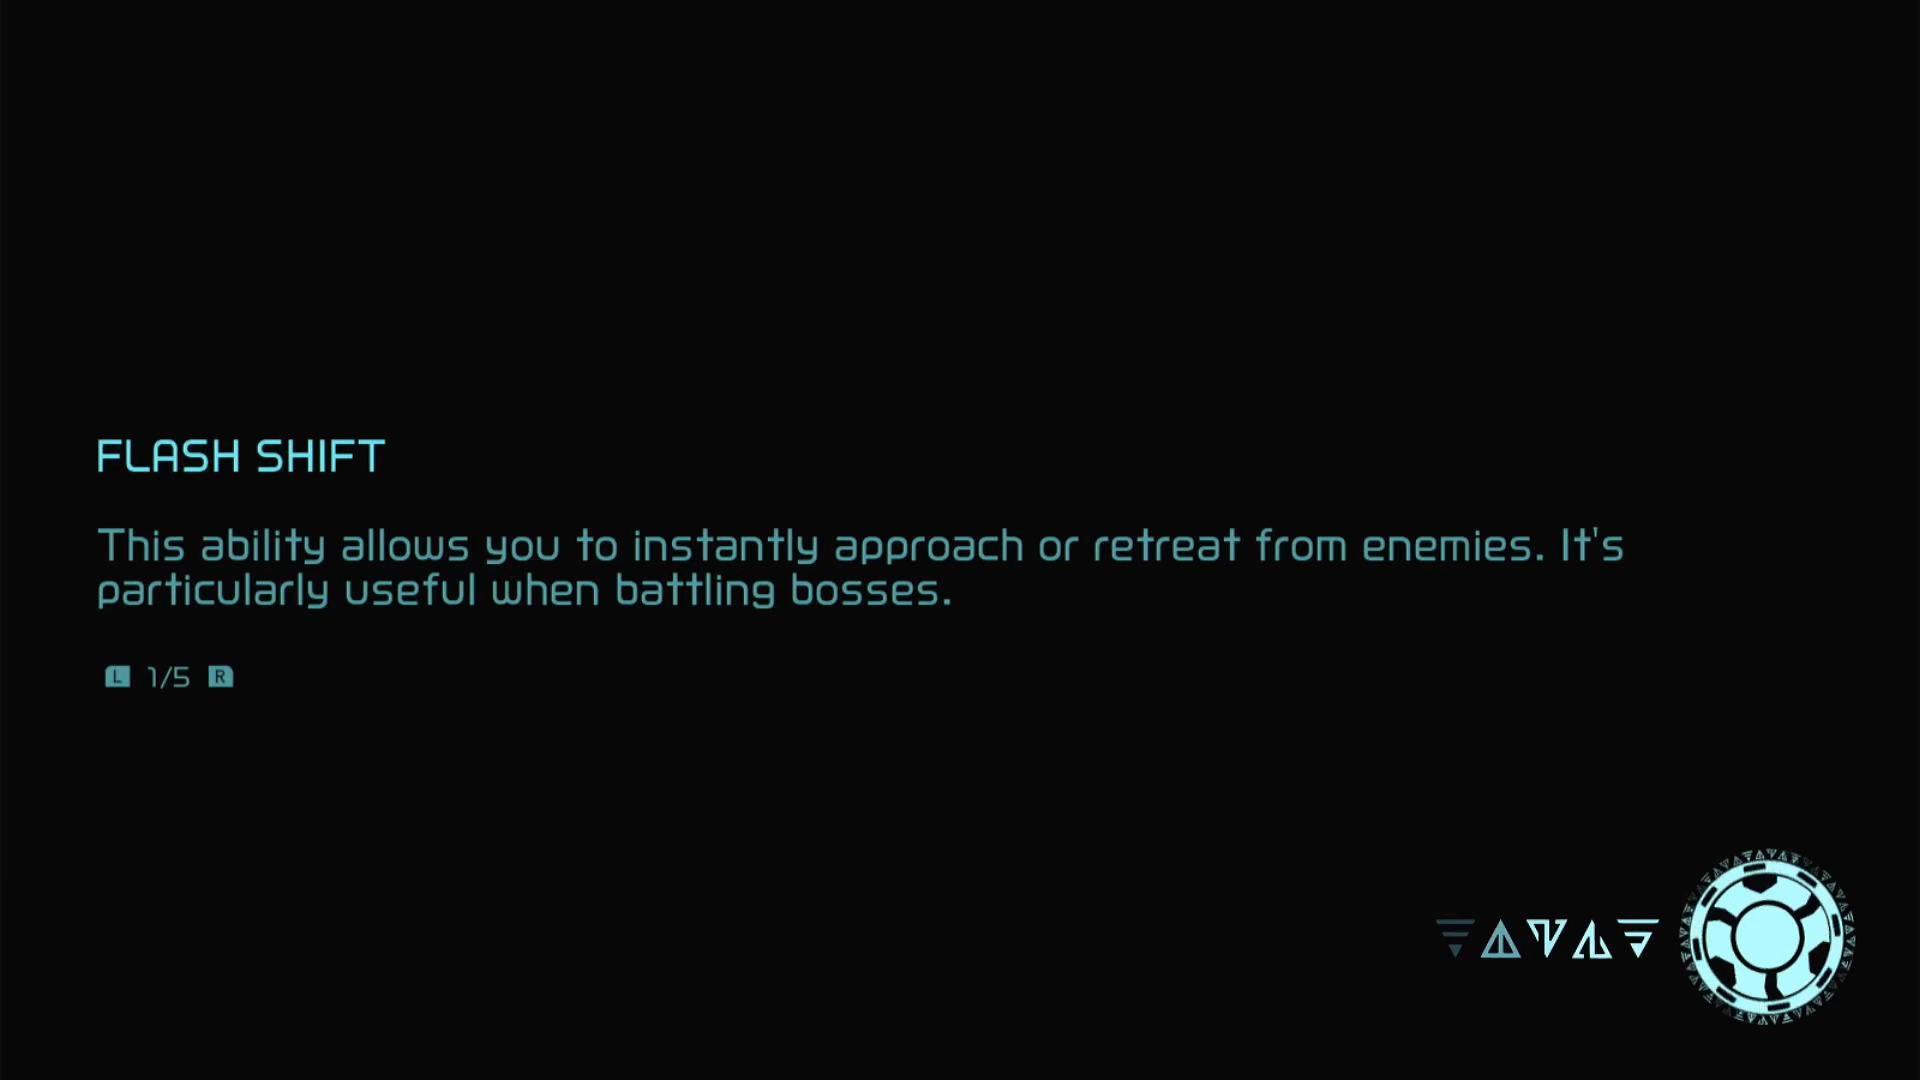 FLASH SHIFT
This ability allows you to instantly approach or retreat from enemies. It's
particularly useful when battling bosses.
L 1/5 R